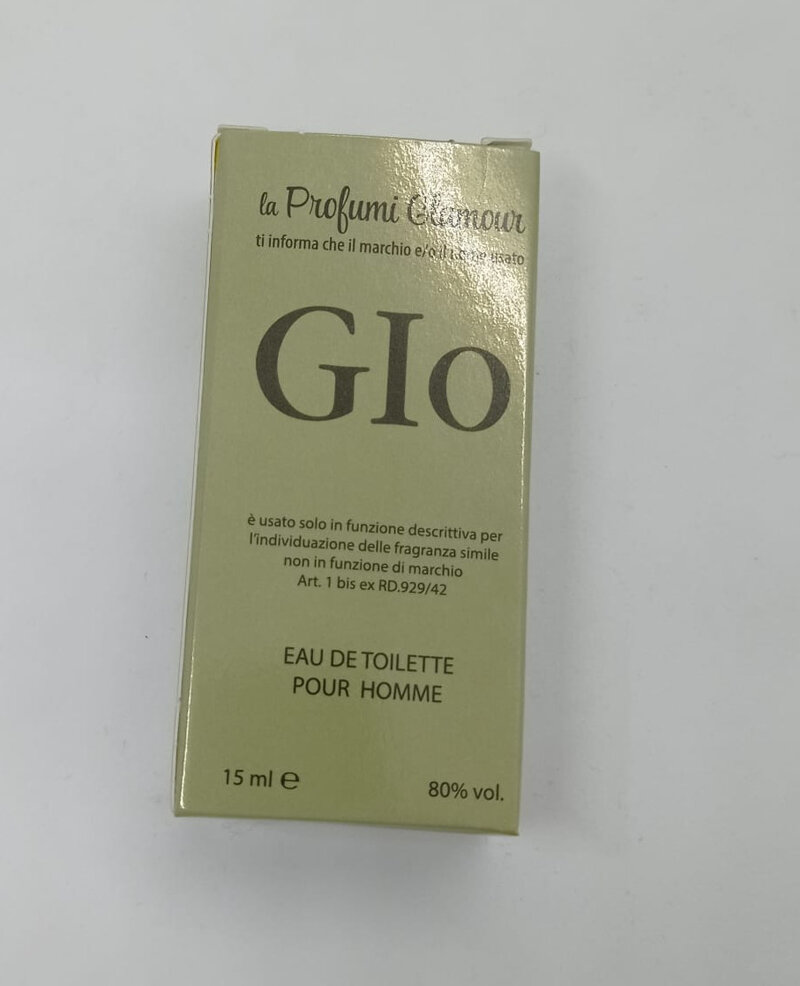 la Profumi Glamour
ti informa che il marchio e/o il nome usato
GIo
è usato solo in funzione descrittiva per
l'individuazione delle fragranza simile
non in funzione di marchio
Art. 1 bis ex RD.929/42
EAU DE TOILETTE
POUR HOMME
15 ml ℮
80% vol.